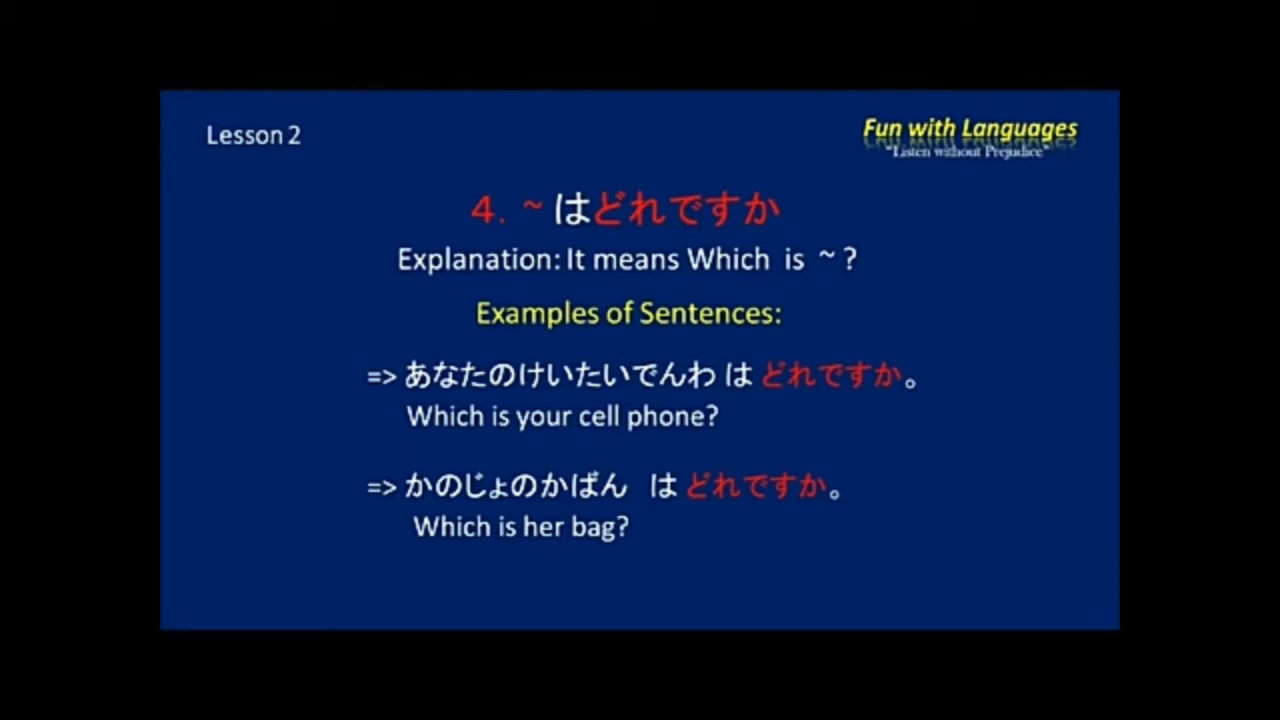 Lesson 2
Fun with Languages
"Listen without Prejudice"
４. ~ はどれですか
Explanation: It means Which is ~ ?
Examples of Sentences:
=> あなたのけいたいでんわ は どれですか。
Which is your cell phone?
=> かのじょのかばん は どれですか。
Which is her bag?